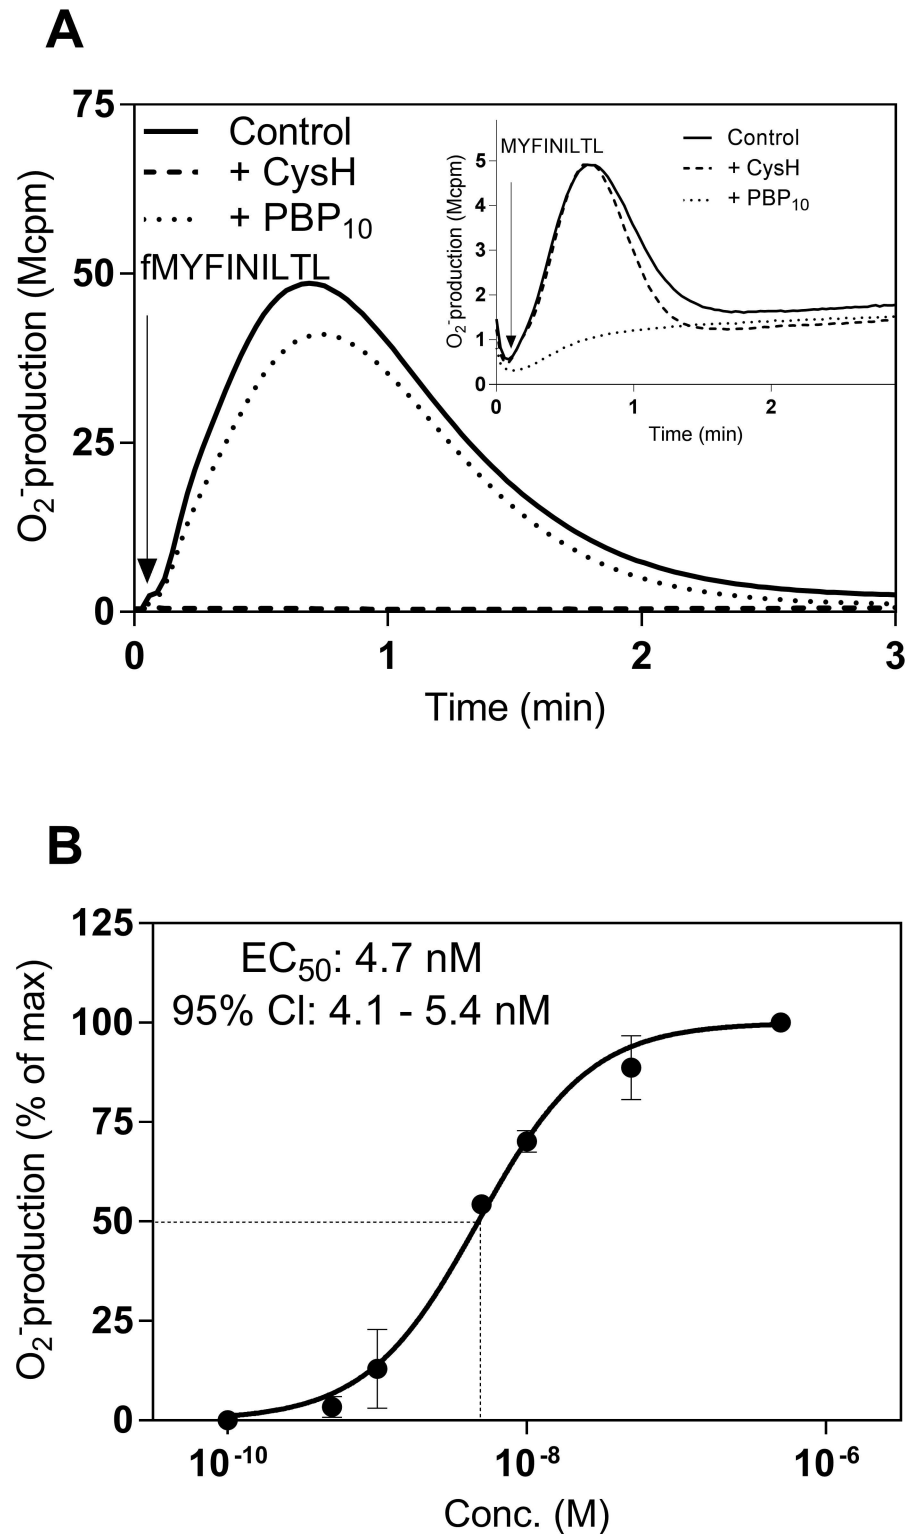 A
75
50
25
0
O₂⁻production (Mcpm)
Control
+ CysH
+ PBP₁₀
fMYFINILTL
0 1 2 3
Time (min)
MYFINILTL
Control
+ CysH
+ PBP₁₀
5
4
3
2
1
0
O₂⁻production (Mcpm)
0 1 2
Time (min)
B
125
100
75
50
25
0
O₂⁻production (% of max)
EC₅₀: 4.7 nM
95% CI: 4.1 - 5.4 nM
10⁻¹⁰ 10⁻⁸ 10⁻⁶
Conc. (M)